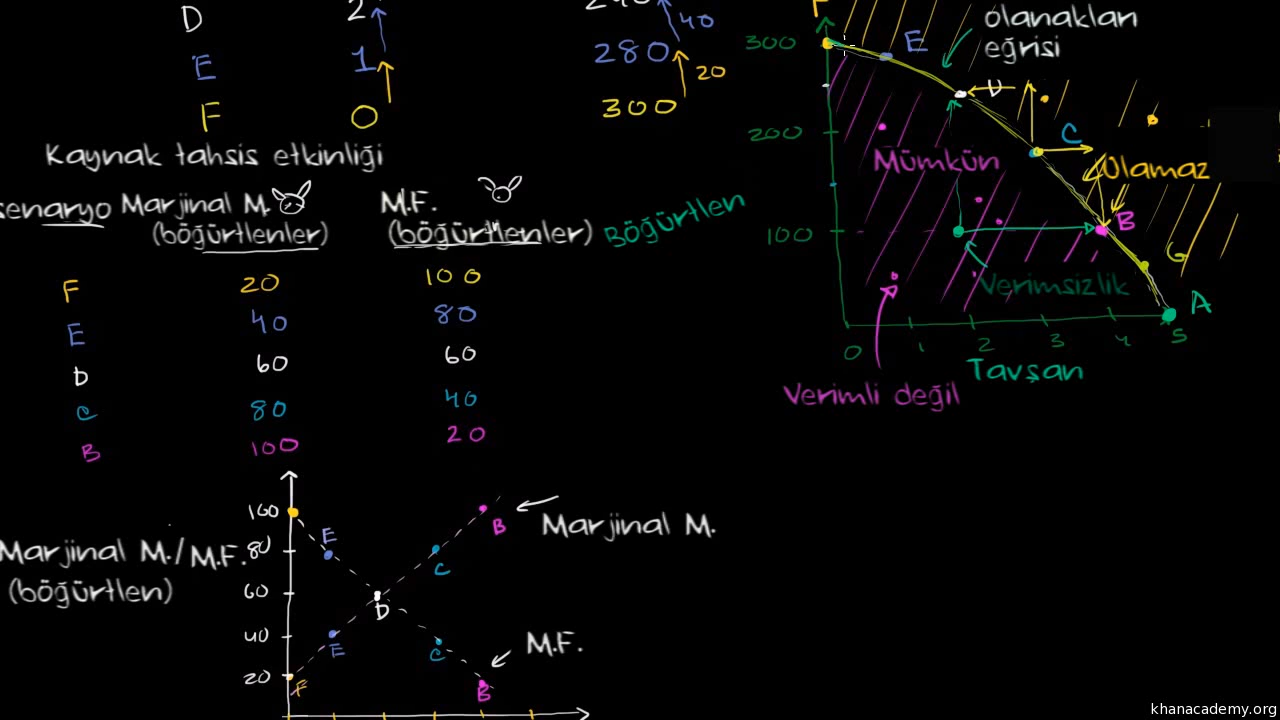 D 2
E 1 280 40
F 0 300 20
Kaynak tahsis etkinliği
senaryo Marjinal M. M.F.
(böğürtlenler) (böğürtlenler)
F 20 100
E 40 80
D 60 60
C 80 40
B 100 20
olanakları
eğrisi
300 E
D
200 C
Mümkün Olamaz
Böğürtlen
100 B
G
Verimsizlik
A
0 1 2 3 4 5
Tavşan
Verimli değil
100 B Marjinal M.
Marjinal M./M.F. 80 E C
(böğürtlen) 60 D
40 E C M.F.
20 F B
khanacademy.org